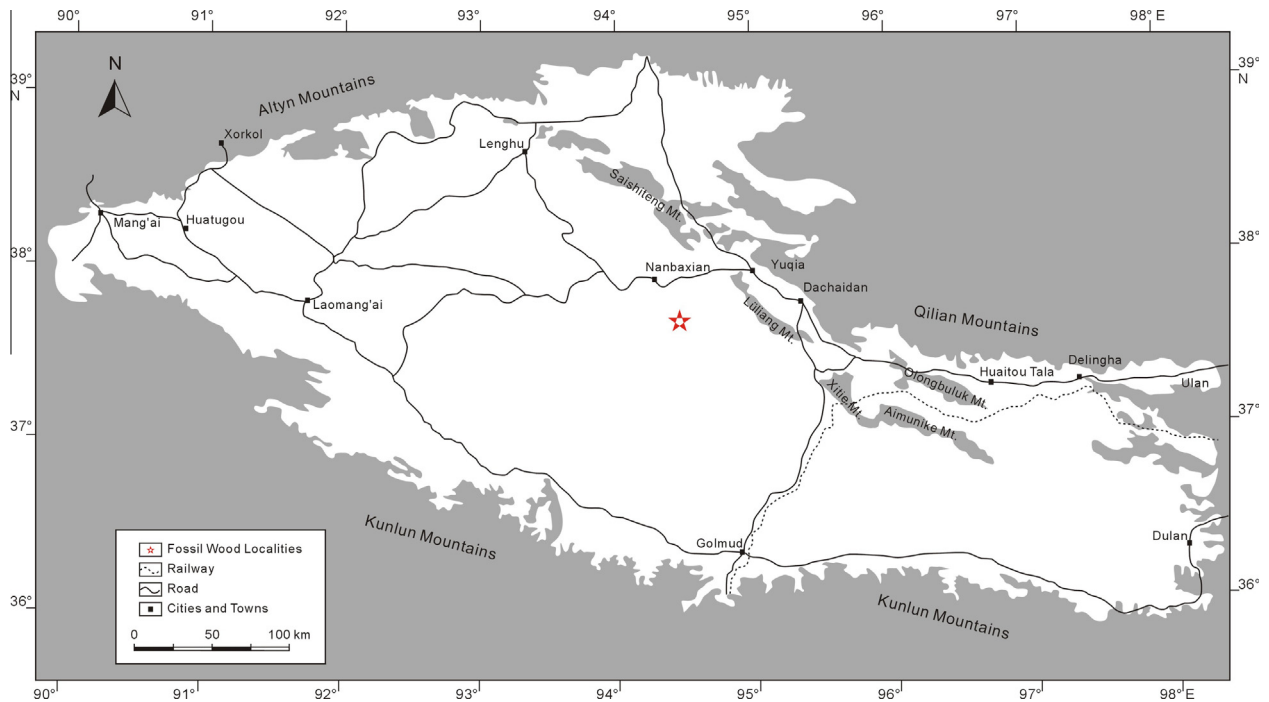 90° 91° 92° 93° 94° 95° 96° 97° 98° E
39°
N
39°
N
N
Altyn Mountains
Xorkol
Lenghu
Saishiteng Mt.
Mang'ai
Huatugou
38°
38°
Nanbaxian
Yuqia
Dachaidan
Laomang'ai
Lüliang Mt.
Qilian Mountains
Delingha
Huaitou Tala
Olongbuluk Mt.
Ulan
Xitie Mt.
Aimunike Mt.
37°
37°
Kunlun Mountains
Golmud
Dulan
36°
36°
Kunlun Mountains
Fossil Wood Localities
Railway
Road
Cities and Towns
0 50 100 km
90° 91° 92° 93° 94° 95° 96° 97° 98° E